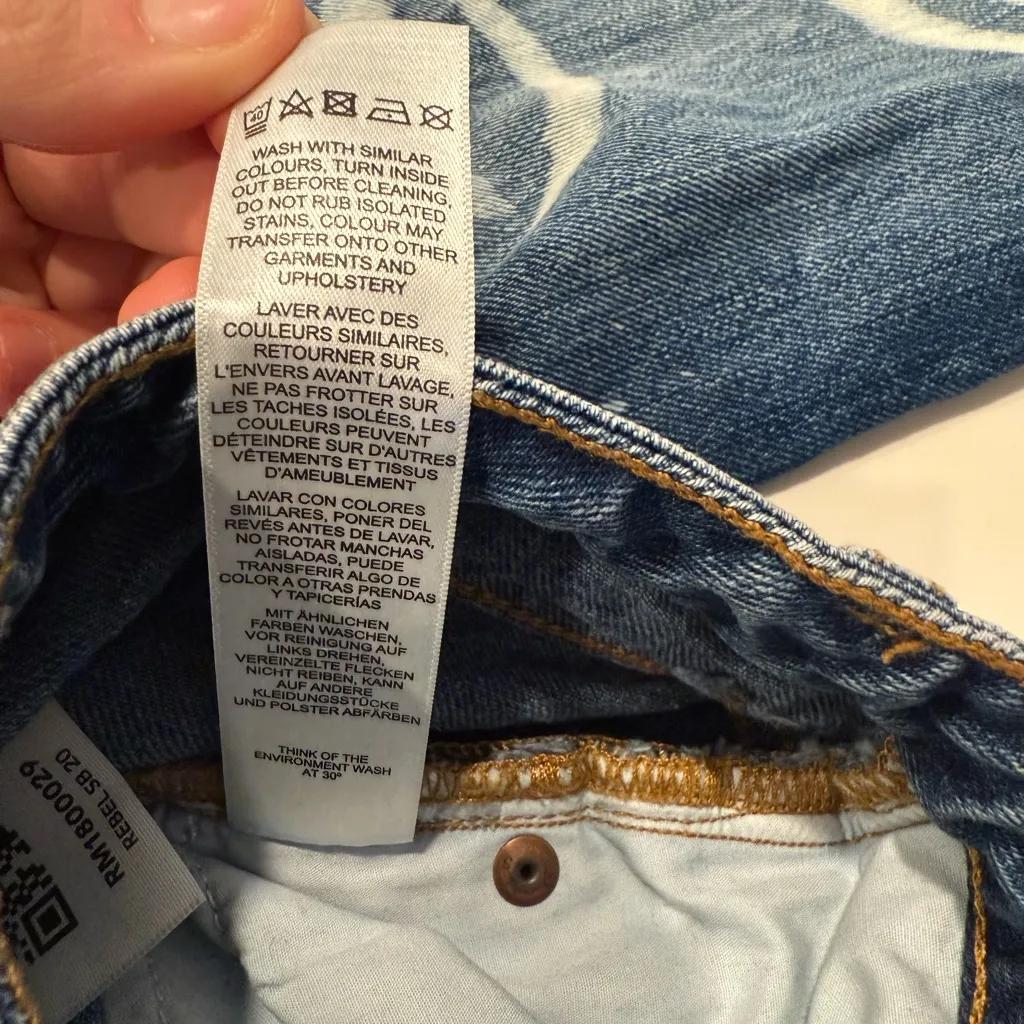 40
WASH WITH SIMILAR
COLOURS, TURN INSIDE
OUT BEFORE CLEANING,
DO NOT RUB ISOLATED
STAINS, COLOUR MAY
TRANSFER ONTO OTHER
GARMENTS AND
UPHOLSTERY
LAVER AVEC DES
COULEURS SIMILAIRES,
RETOURNER SUR
L'ENVERS AVANT LAVAGE,
NE PAS FROTTER SUR
LES TACHES ISOLÉES, LES
COULEURS PEUVENT
DÉTEINDRE SUR D'AUTRES
VÊTEMENTS ET TISSUS
D'AMEUBLEMENT
LAVAR CON COLORES
SIMILARES, PONER DEL
REVÉS ANTES DE LAVAR,
NO FROTAR MANCHAS
AISLADAS, PUEDE
TRANSFERIR ALGO DE
COLOR A OTRAS PRENDAS
Y TAPICERÍAS
MIT ÄHNLICHEN
FARBEN WASCHEN,
VOR REINIGUNG AUF
LINKS DREHEN,
VEREINZELTE FLECKEN
NICHT REIBEN, KANN
AUF ANDERE
KLEIDUNGSSTÜCKE
UND POLSTER ABFÄRBEN
THINK OF THE
ENVIRONMENT WASH
AT 30º
RM1800029
REBEL SB 20